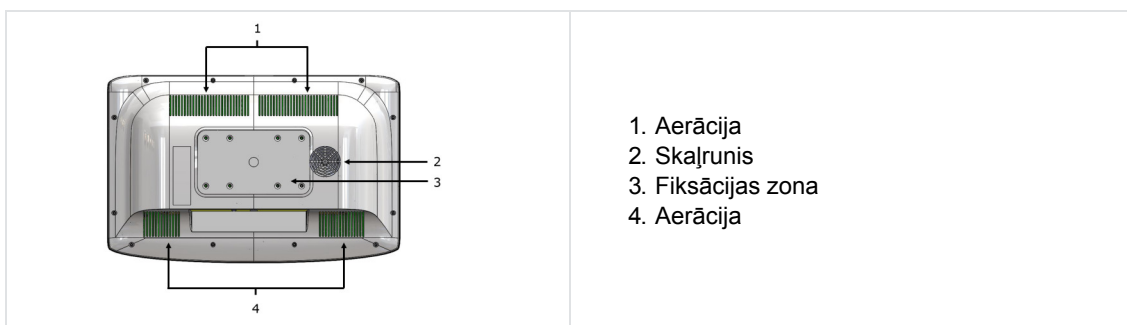 1
2
3
4
1. Aerācija
2. Skaļrunis
3. Fiksācijas zona
4. Aerācija